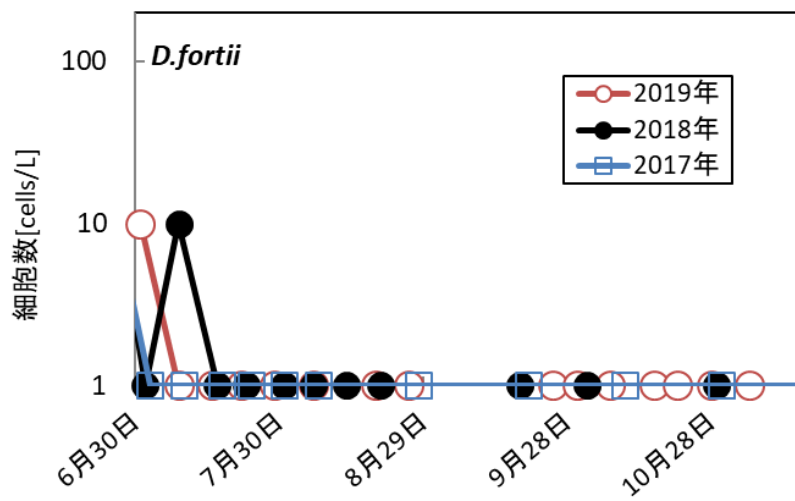 D.fortii
100
10
1
細胞数[cells/L]
2019年
2018年
2017年
6月30日
7月30日
8月29日
9月28日
10月28日